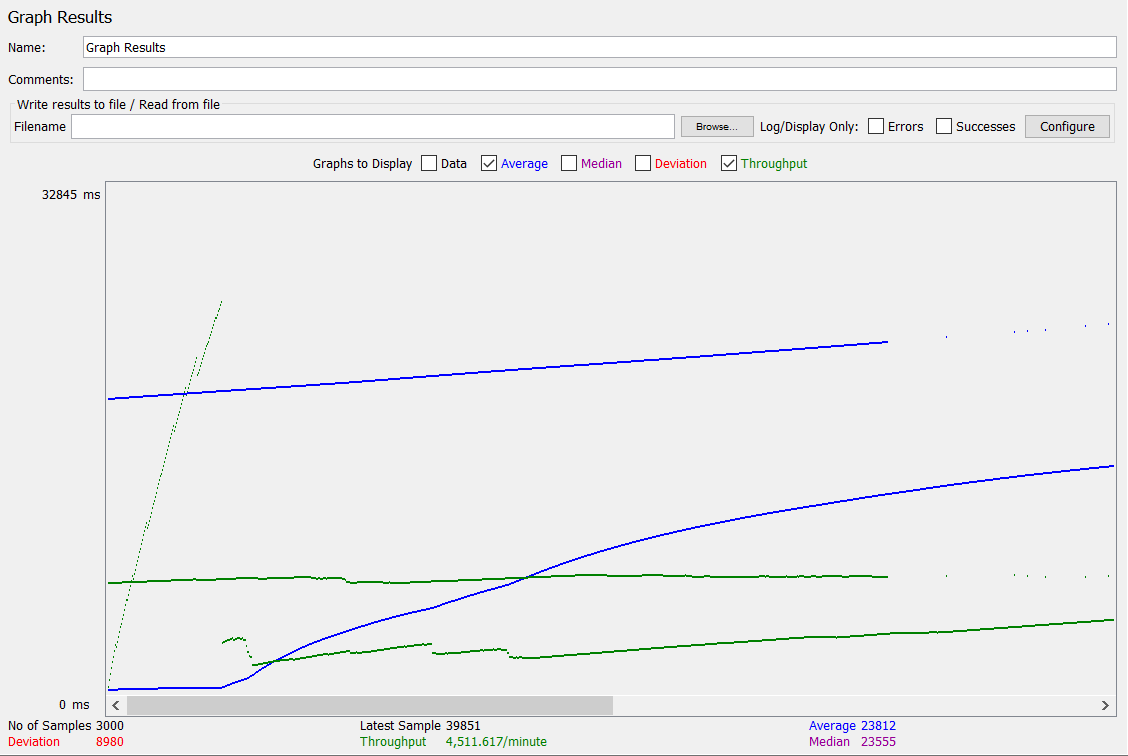 Graph Results
Name: Graph Results
Comments:
Write results to file / Read from file
Filename Browse... Log/Display Only: Errors Successes Configure
Graphs to Display Data Average Median Deviation Throughput
32845 ms
0 ms
No of Samples 3000 Latest Sample 39851 Average 23812
Deviation 8980 Throughput 4,511.617/minute Median 23555